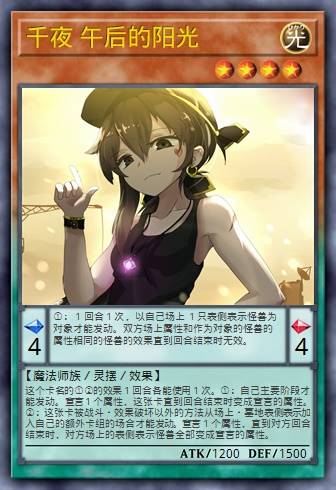 千夜 午后的阳光
光
①：１回合１次，以自己场上１只表侧表示怪兽为
对象才能发动。双方场上属性和作为对象的怪兽的
属性相同的怪兽的效果直到回合结束时无效。
4
4
【魔法师族／灵摆／效果】
这个卡名的①②的效果１回合各能使用１次。①：自己主要阶段才
能发动。宣言１个属性，这张卡直到回合结束时变成宣言的属性。
②：这张卡被战斗・效果破坏以外的方法从场上・墓地表侧表示加
入自己的额外卡组的场合才能发动。宣言１个属性，直到对方回合
结束时，对方场上的表侧表示怪兽全部变成宣言的属性。
ATK/1200 DEF/1500